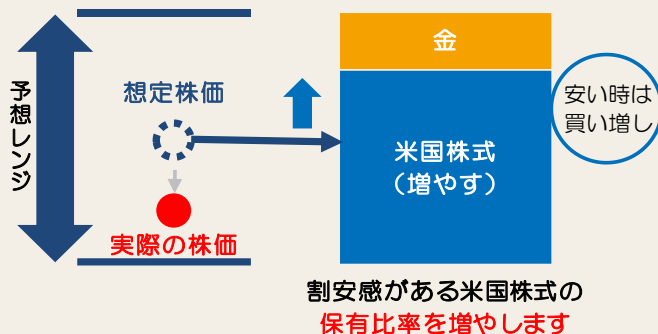 予想レンジ
想定株価
実際の株価
金
米国株式
（増やす）
安い時は
買い増し
割安感がある米国株式の
保有比率を増やします